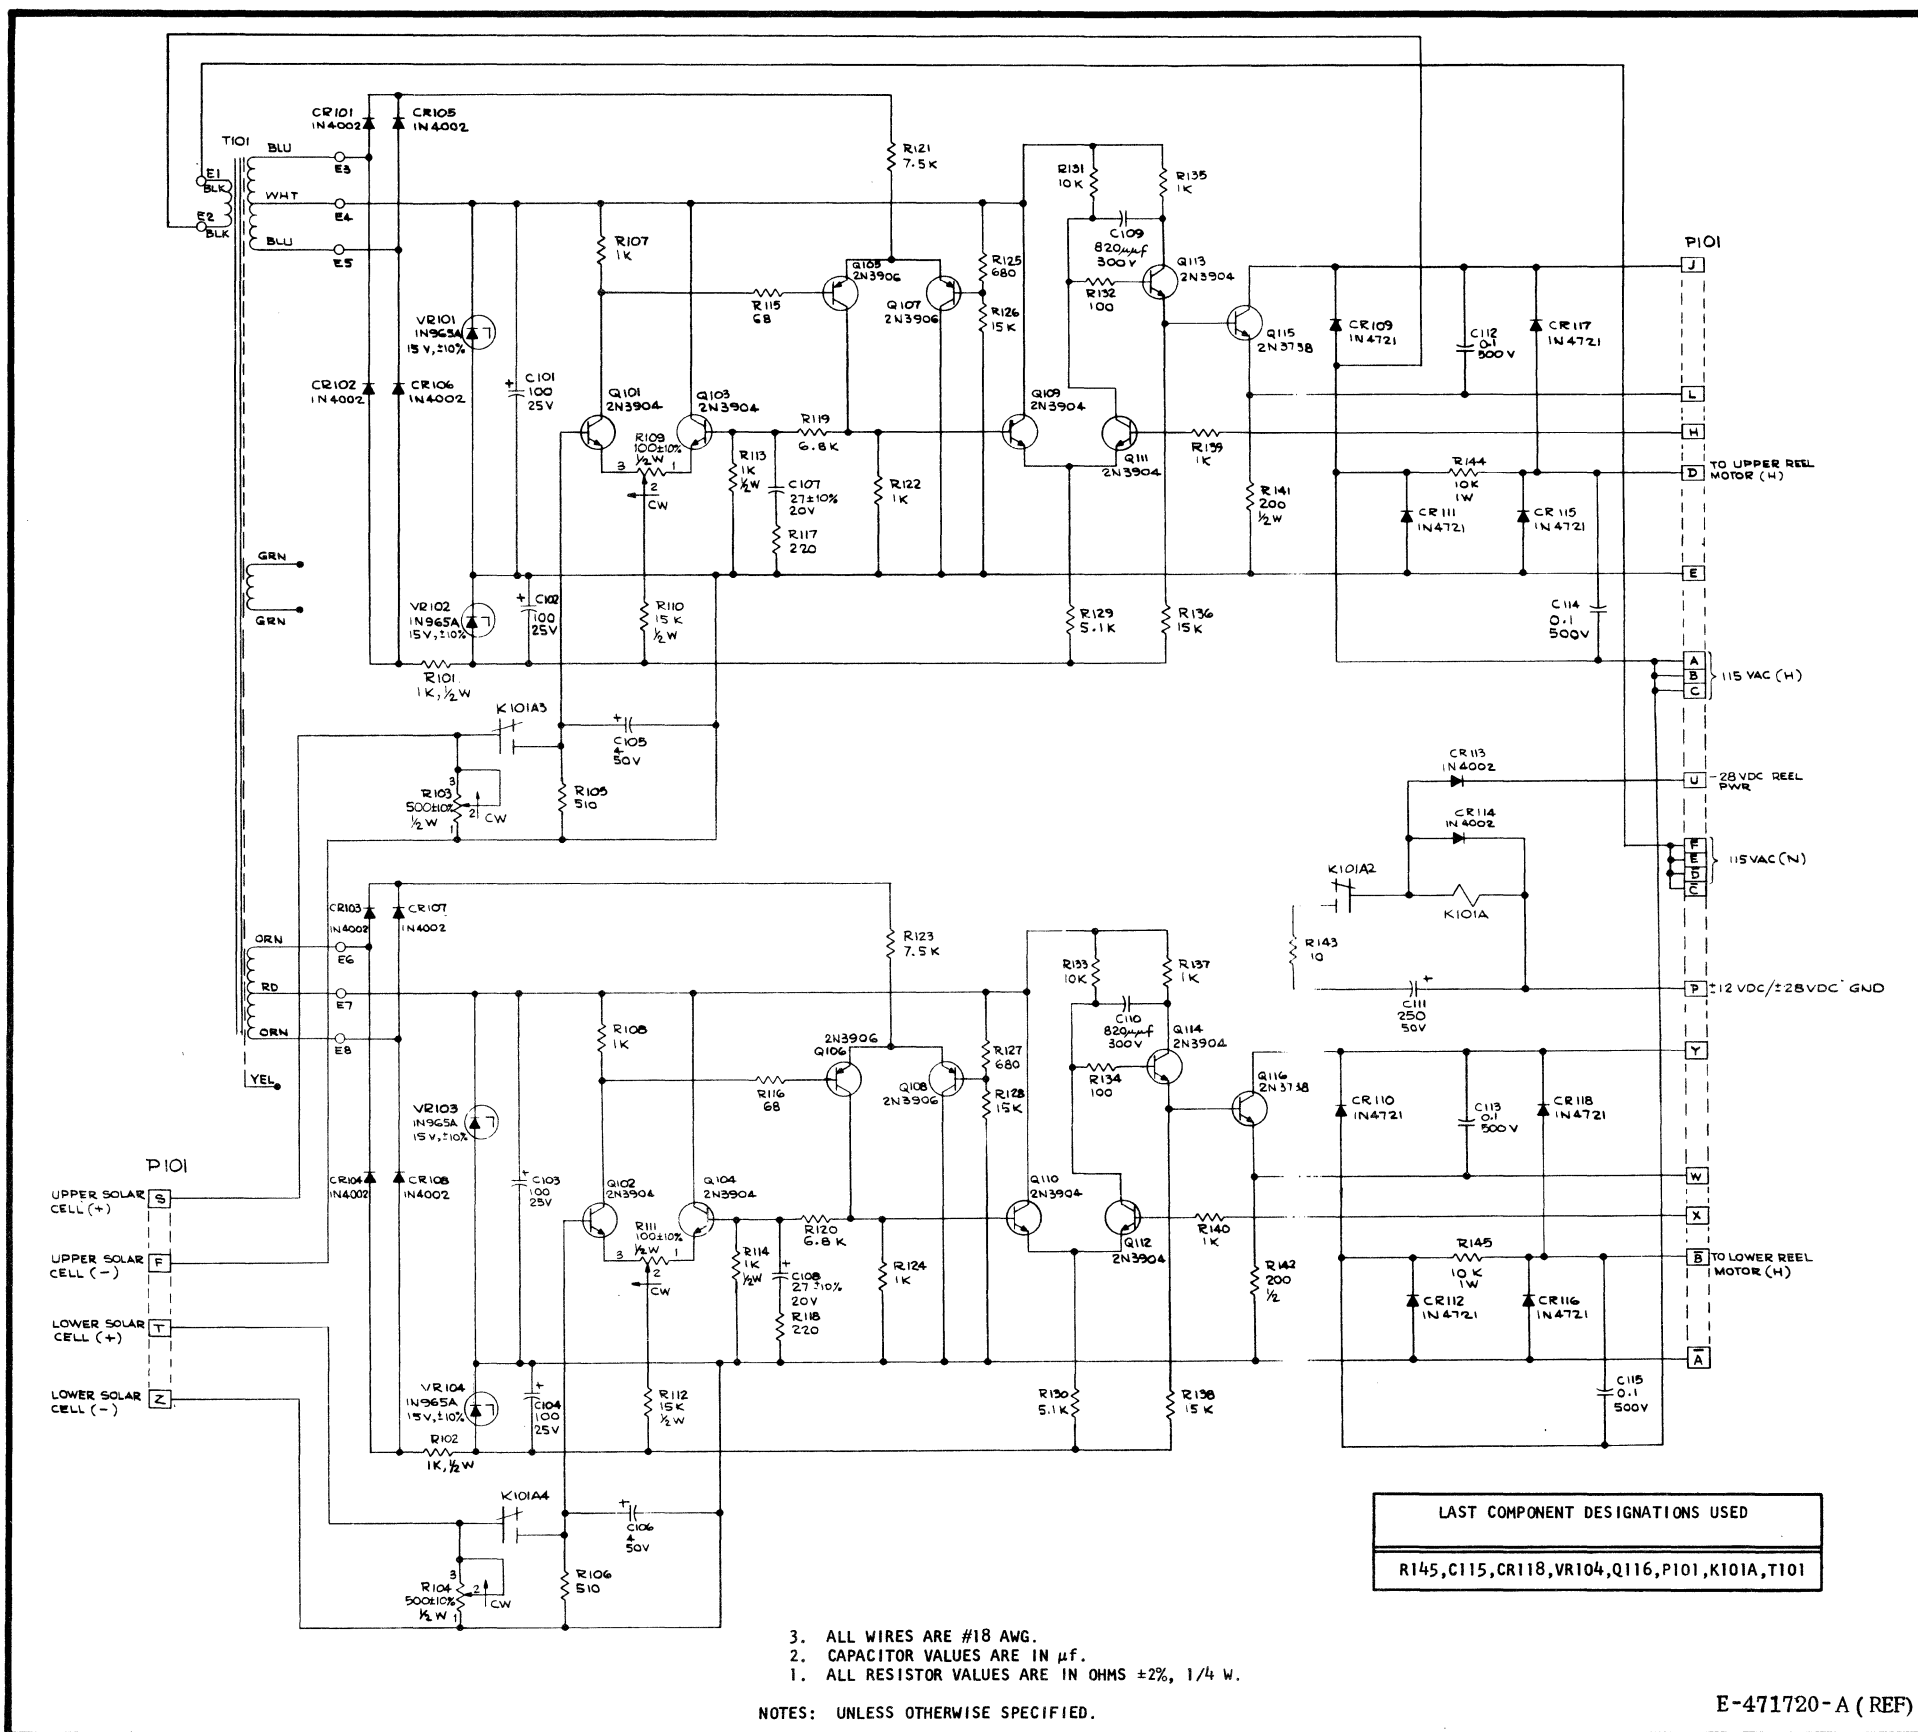 CR101
1N4002
CR105
1N4002
T101
BLU
E3
E1
BLK
WHT
E4
E2
BLK
BLU
E5
R121
7.5K
R131
10K
R135
1K
C109
820μμf
300V
R107
1K
Q105
2N3906
R125
680
Q113
2N3904
P101
J
R115
68
Q107
2N3906
R126
15K
R132
100
VR101
1N965A
15V,±10%
Q115
2N3738
CR109
1N4721
C112
0.1
500V
CR117
1N4721
CR102
1N4002
CR106
1N4002
C101
100
25V
+
Q101
2N3904
Q103
2N3904
Q109
2N3904
L
R119
6.8K
R109
100±10%
½W
3
1
2
CW
R113
1K
½W
C107
27±10%
20V
R122
1K
Q111
2N3904
R139
1K
H
R144
10K
1W
D
TO UPPER REEL
MOTOR (H)
R117
220
R141
200
½W
CR111
1N4721
CR115
1N4721
GRN
GRN
E
VR102
1N965A
15V,±10%
+
C102
100
25V
R110
15K
½W
R129
5.1K
R136
15K
C114
0.1
500V
R101
1K,½W
A
B
C
115 VAC (H)
K101A3
+
C105
4
50V
CR113
1N4002
U
-28VDC REEL
PWR
R103
500±10%
½W
3
2
1
CW
R105
510
CR114
1N4002
F
E
D
C
115VAC(N)
K101A2
K101A
CR103
1N4002
CR107
1N4002
R143
10
ORN
E6
RD
E7
ORN
E8
YEL
R123
7.5K
R133
10K
R137
1K
C111
250
50V
+
P
±12 VDC/±28VDC GND
C110
820μμf
300V
R108
1K
2N3906
Q106
R127
680
Q114
2N3904
Y
R116
68
Q108
2N3906
R128
15K
R134
100
Q116
2N3738
VR103
1N965A
15V,±10%
CR110
1N4721
C113
0.1
500V
CR118
1N4721
P101
UPPER SOLAR
CELL (+)
S
CR104
1N4002
CR108
1N4002
+
C103
100
25V
Q102
2N3904
Q104
2N3904
Q110
2N3904
W
R120
6.8K
R111
100±10%
½W
3
1
2
CW
R114
1K
½W
+
C108
27±10%
20V
R124
1K
Q112
2N3904
R140
1K
X
UPPER SOLAR
CELL (-)
F
R145
10K
1W
B
TO LOWER REEL
MOTOR (H)
R118
220
R142
200
½
CR112
1N4721
CR116
1N4721
LOWER SOLAR
CELL (+)
T
A
LOWER SOLAR
CELL (-)
Z
VR104
1N965A
15V,±10%
+
C104
100
25V
R112
15K
½W
R130
5.1K
R138
15K
C115
0.1
500V
R102
1K,½W
K101A4
+
C106
4
50V
R104
500±10%
½W
3
2
1
CW
R106
510
LAST COMPONENT DESIGNATIONS USED
R145,C115,CR118,VR104,Q116,P101,K101A,T101
3. ALL WIRES ARE #18 AWG.
2. CAPACITOR VALUES ARE IN μf.
1. ALL RESISTOR VALUES ARE IN OHMS ±2%, 1/4 W.
NOTES: UNLESS OTHERWISE SPECIFIED.
E-471720-A (REF)